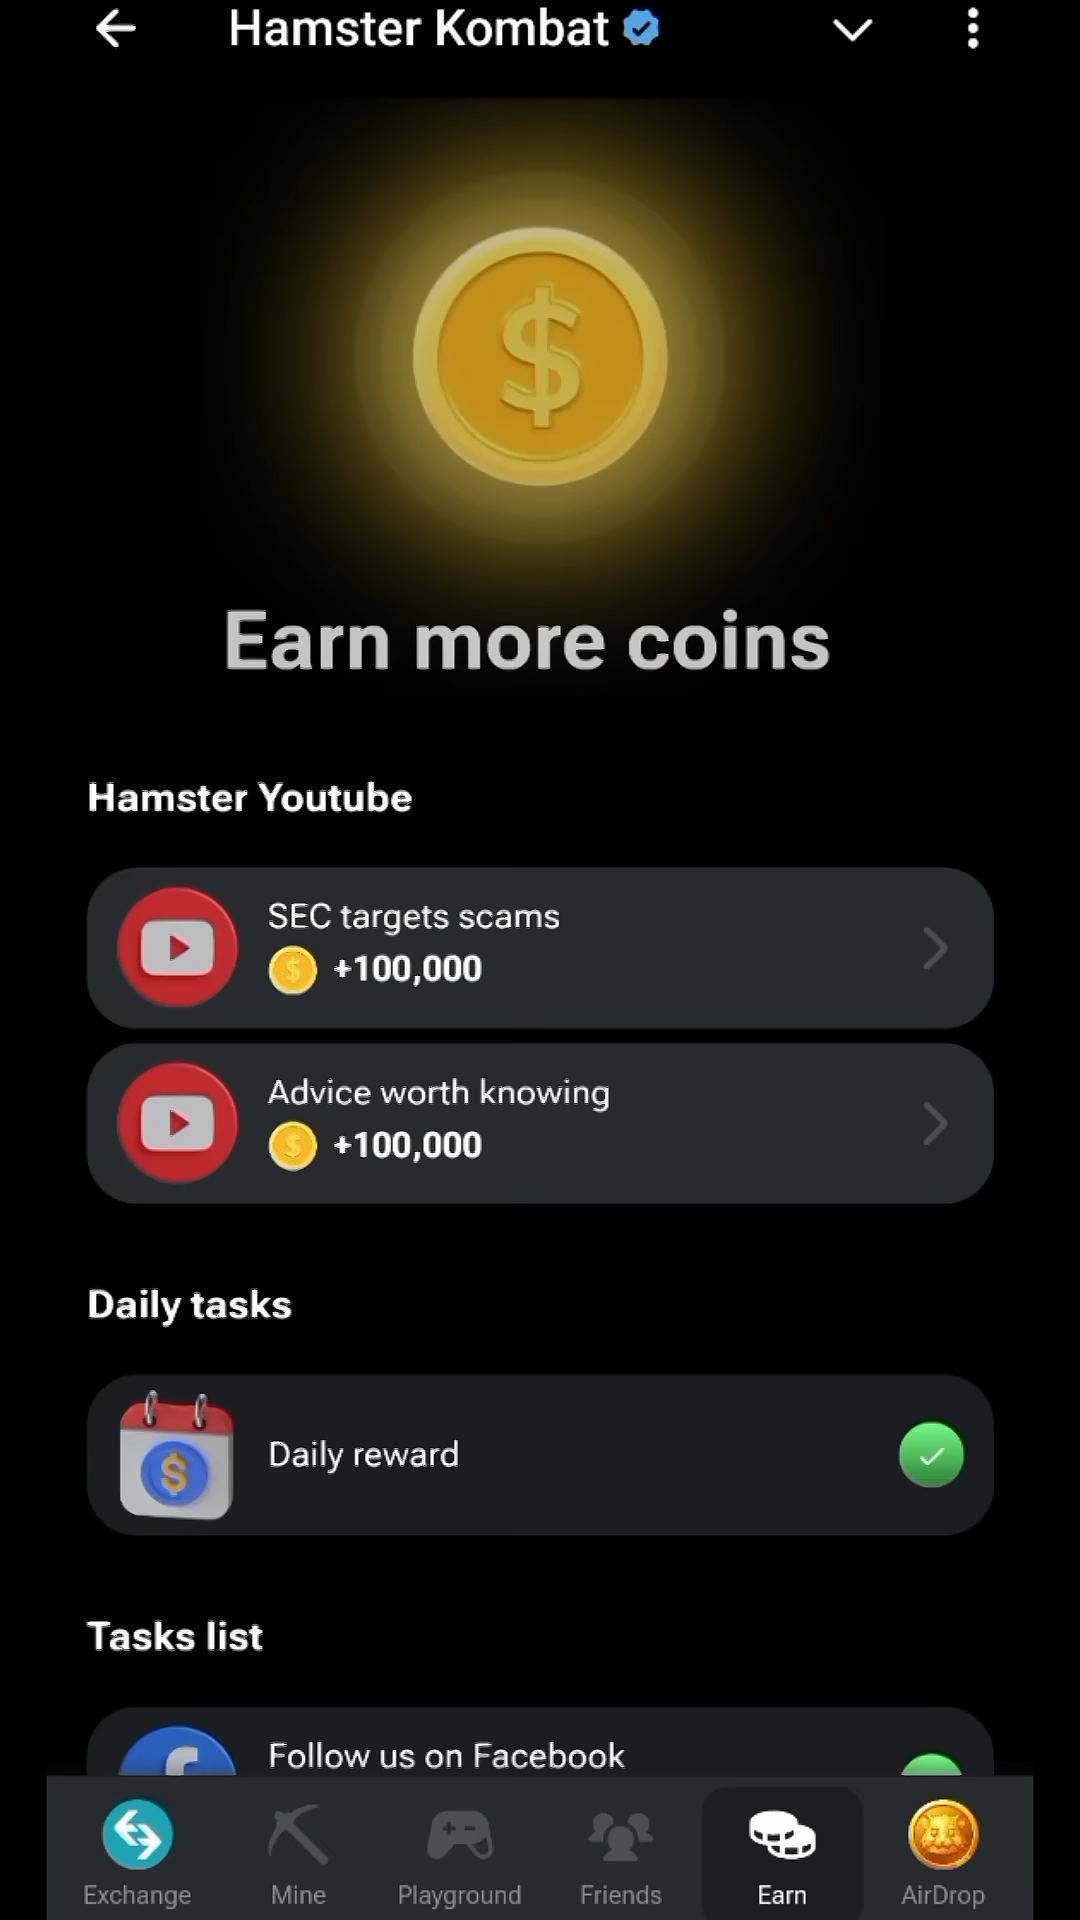 Hamster Kombat
Earn more coins
Hamster Youtube
SEC targets scams
+100,000
Advice worth knowing
+100,000
Daily tasks
Daily reward
Tasks list
Follow us on Facebook
Exchange
Mine
Playground
Friends
Earn
AirDrop